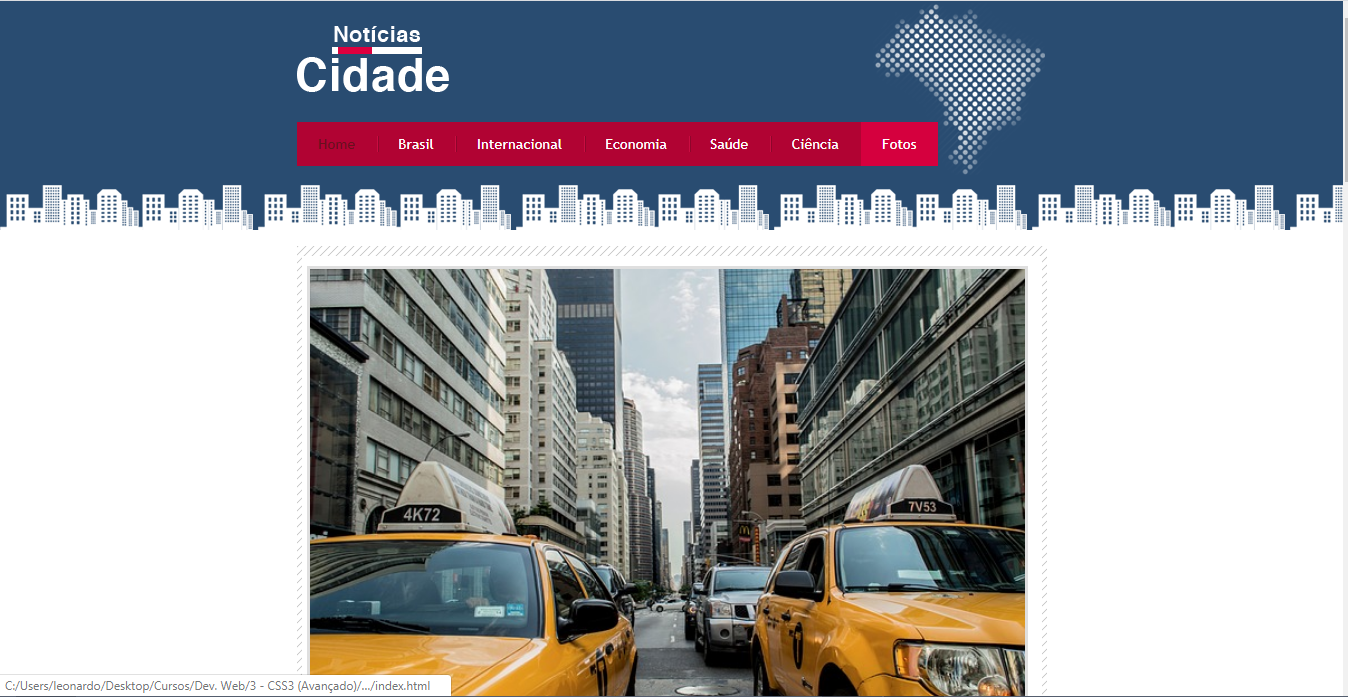 Notícias
Cidade
Home Brasil Internacional Economia Saúde Ciência Fotos
4K72
7V53
C:/Users/leonardo/Desktop/Cursos/Dev. Web/3 - CSS3 (Avançado)/.../index.html